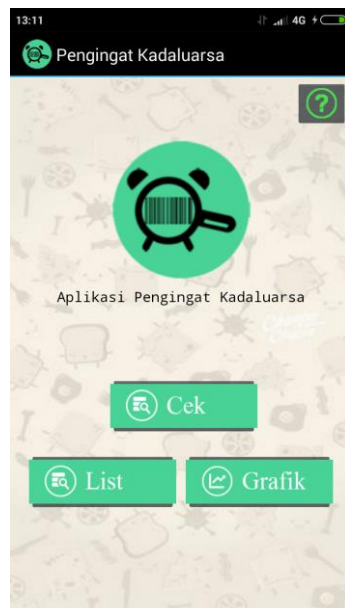 13:11
4G
Pengingat Kadaluarsa
?
Aplikasi Pengingat Kadaluarsa
Cek
List
Grafik